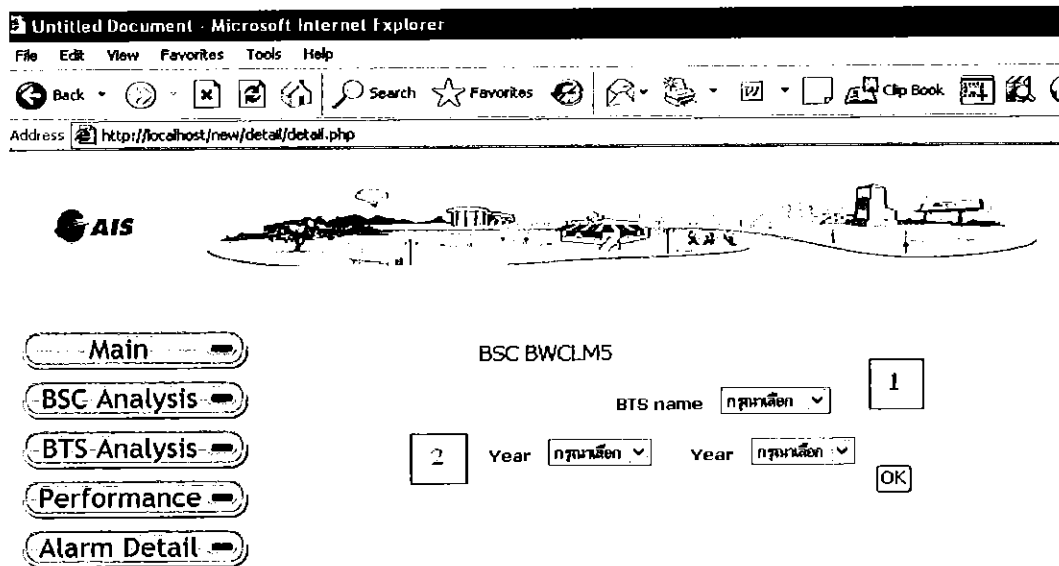 Untitled Document - Microsoft Internet Explorer
File Edit View Favorites Tools Help
Back Search Favorites Clip Book
Address http://localhost/new/detail/detail.php
AIS
Main
BSC BWCLM5
BSC Analysis
BTS name กรุณาเลือก 1
BTS Analysis
2 Year กรุณาเลือก Year กรุณาเลือก
Performance
OK
Alarm Detail